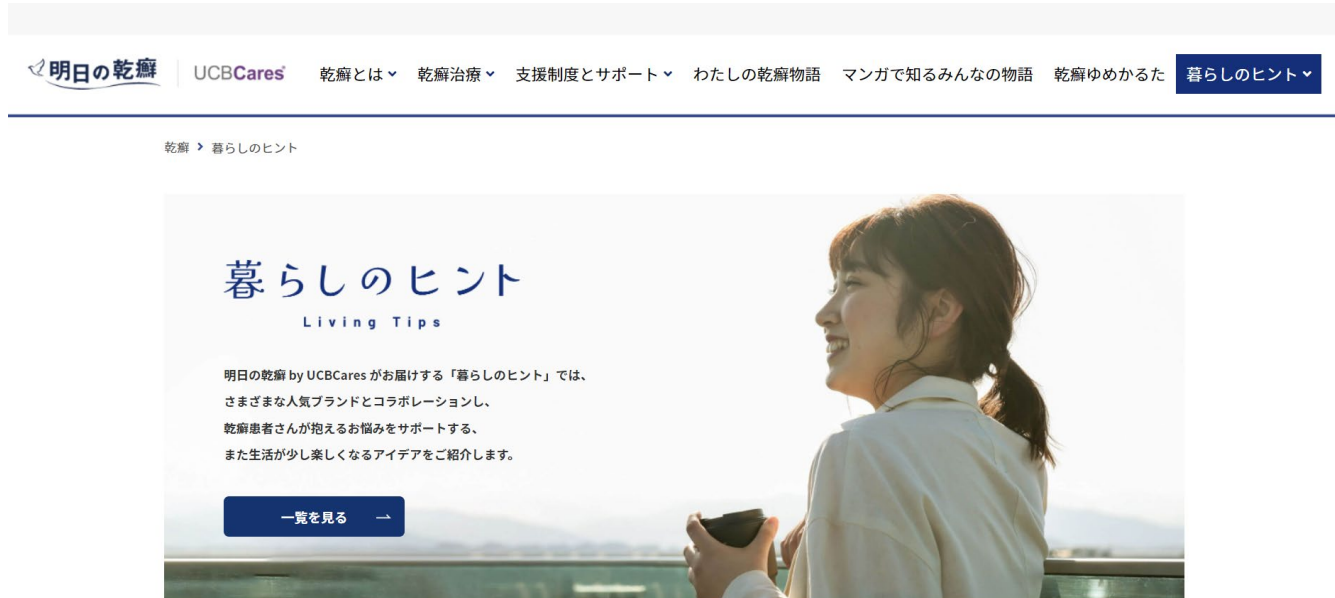 明日の乾癬
UCBCares
乾癬とは
乾癬治療
支援制度とサポート
わたしの乾癬物語
マンガで知るみんなの物語
乾癬ゆめかるた
暮らしのヒント
乾癬 > 暮らしのヒント
暮らしのヒント
Living Tips
明日の乾癬 by UCBCares がお届けする「暮らしのヒント」では、
さまざまな人気ブランドとコラボレーションし、
乾癬患者さんが抱えるお悩みをサポートする、
また生活が少し楽しくなるアイデアをご紹介します。
一覧を見る